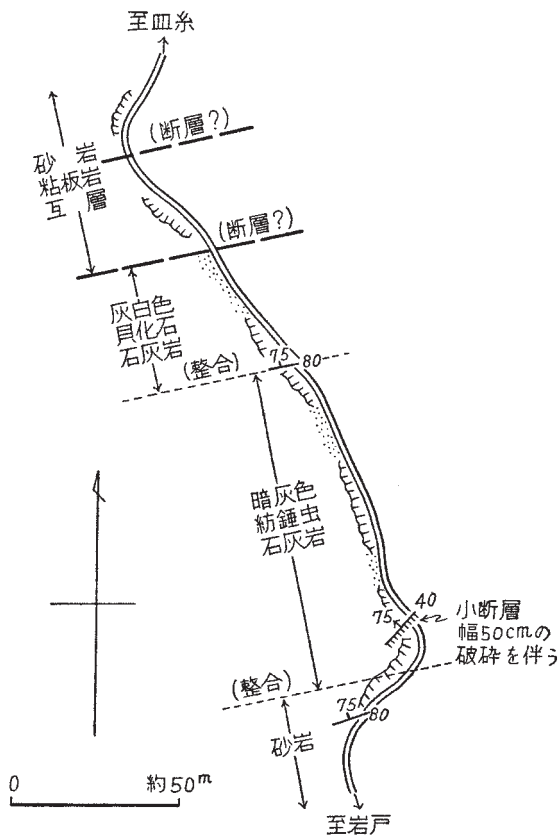 至皿糸
(断層?)
砂岩
粘板岩
互層
(断層?)
灰白色
貝化石
石灰岩
75
80
(整合)
暗灰色
紡錘虫
石灰岩
40
75
小断層
幅50cmの
破砕を伴う
(整合)
75
80
砂岩
0
約50m
至岩戸